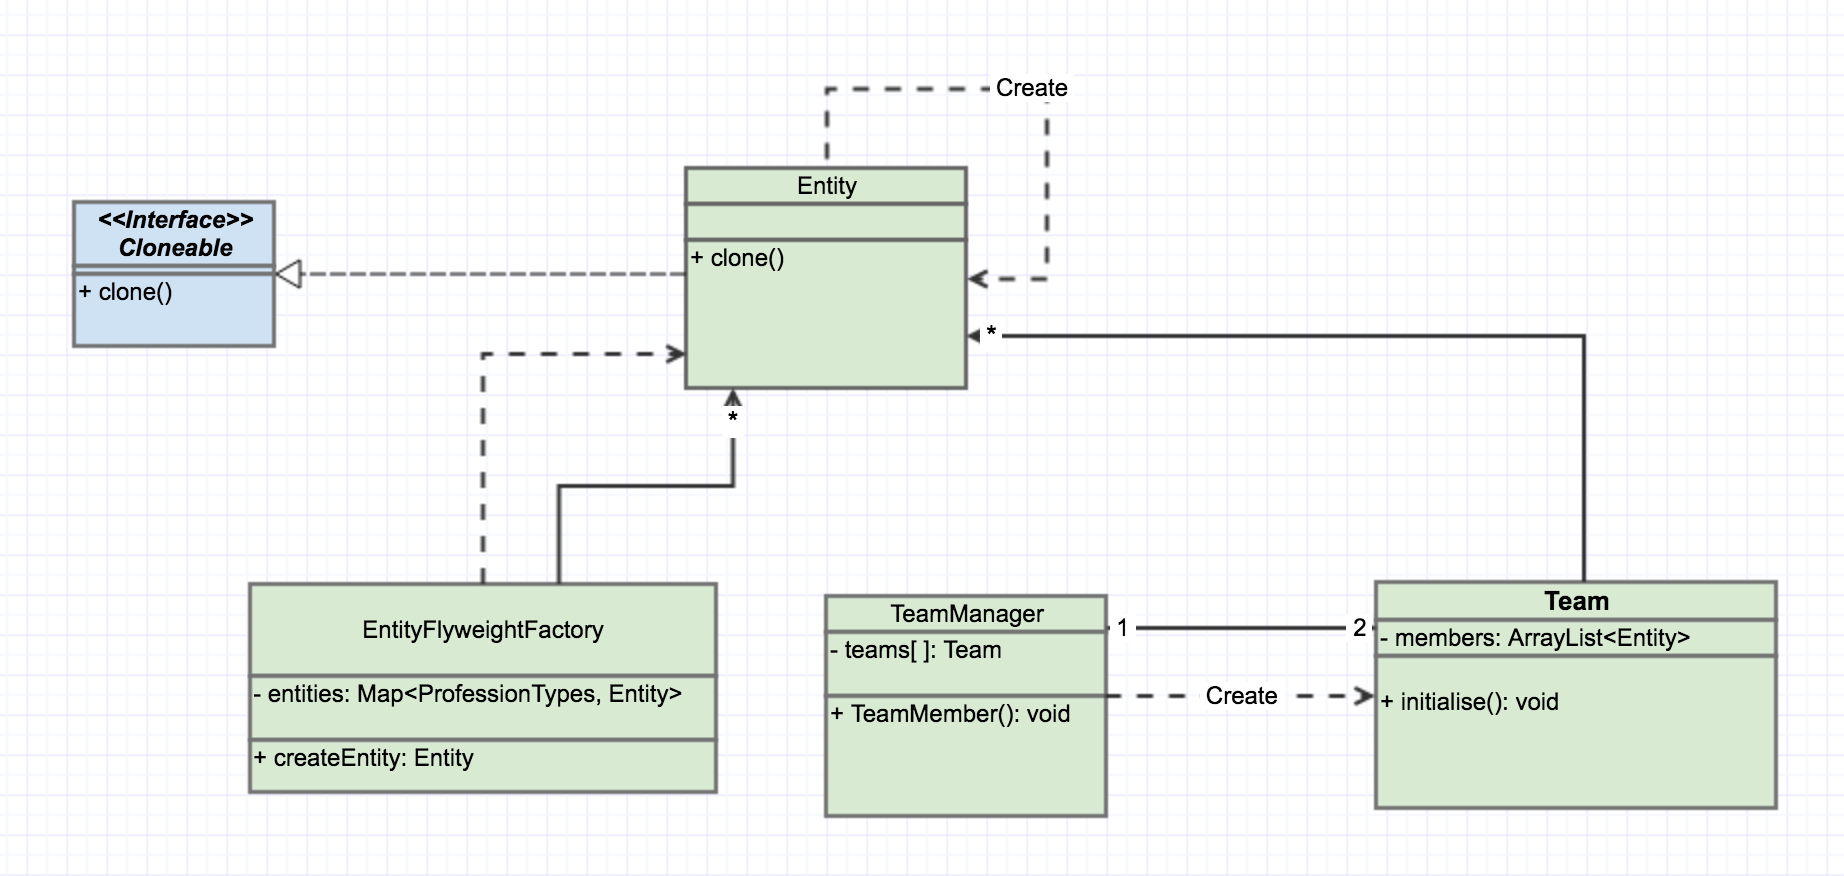 Create
Entity
+ clone()
<<Interface>>
Cloneable
+ clone()
*
*
EntityFlyweightFactory
- entities: Map<ProfessionTypes, Entity>
+ createEntity: Entity
TeamManager
- teams[ ]: Team
+ TeamMember(): void
1
2
Create
Team
- members: ArrayList<Entity>
+ initialise(): void